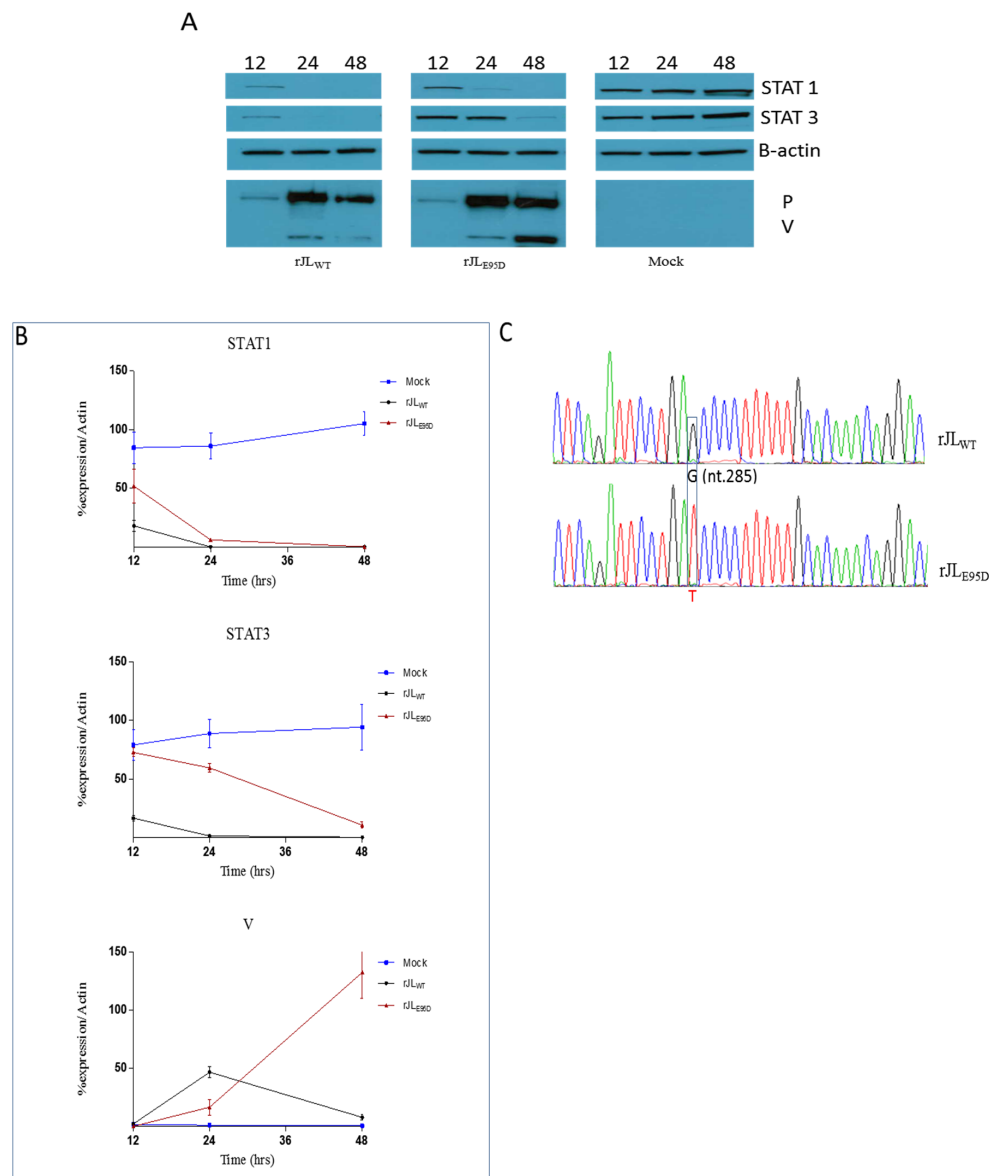 A
12 24 48 12 24 48 12 24 48
STAT 1
STAT 3
B-actin
P
V
rJLWT rJLE95D Mock
B
STAT1
%expression/Actin
150
100
50
12 24 36 48
Time (hrs)
Mock
rJLWT
rJLE95D
STAT3
%expression/Actin
150
100
50
12 24 36 48
Time (hrs)
Mock
rJLWT
rJLE95D
V
%expression/Actin
150
100
50
12 24 36 48
Time (hrs)
Mock
rJLWT
rJLE95D
C
rJLWT
G (nt.285)
rJLE95D
T